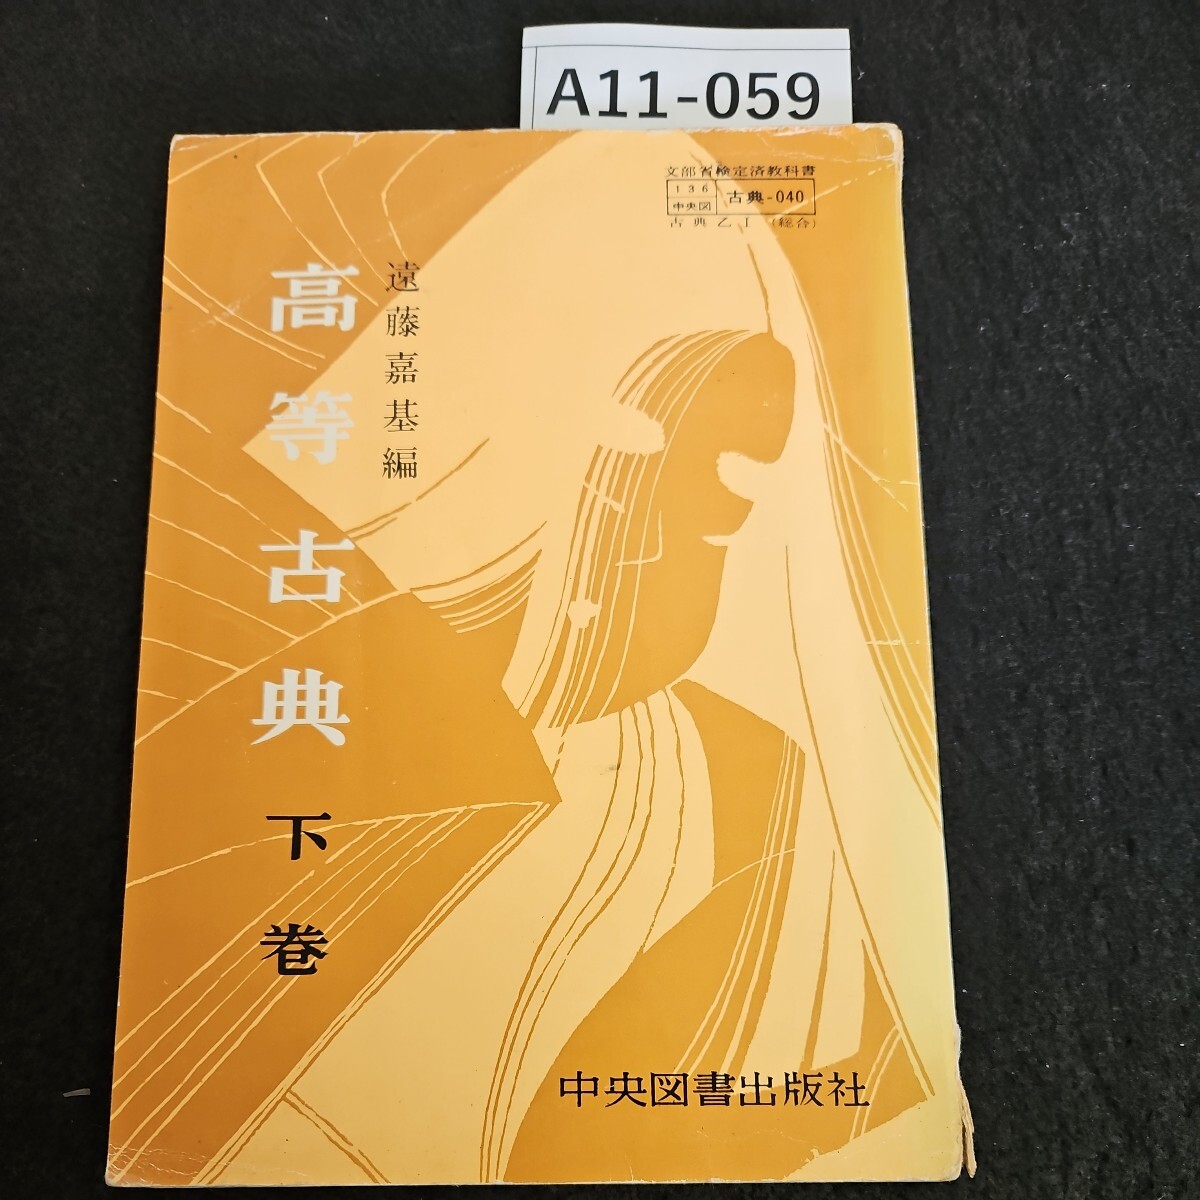 A11-059
文部省検定済教科書
136
中央図
古典-040
古典乙I(総合)
遠藤嘉基編
高等古典下巻
中央図書出版社